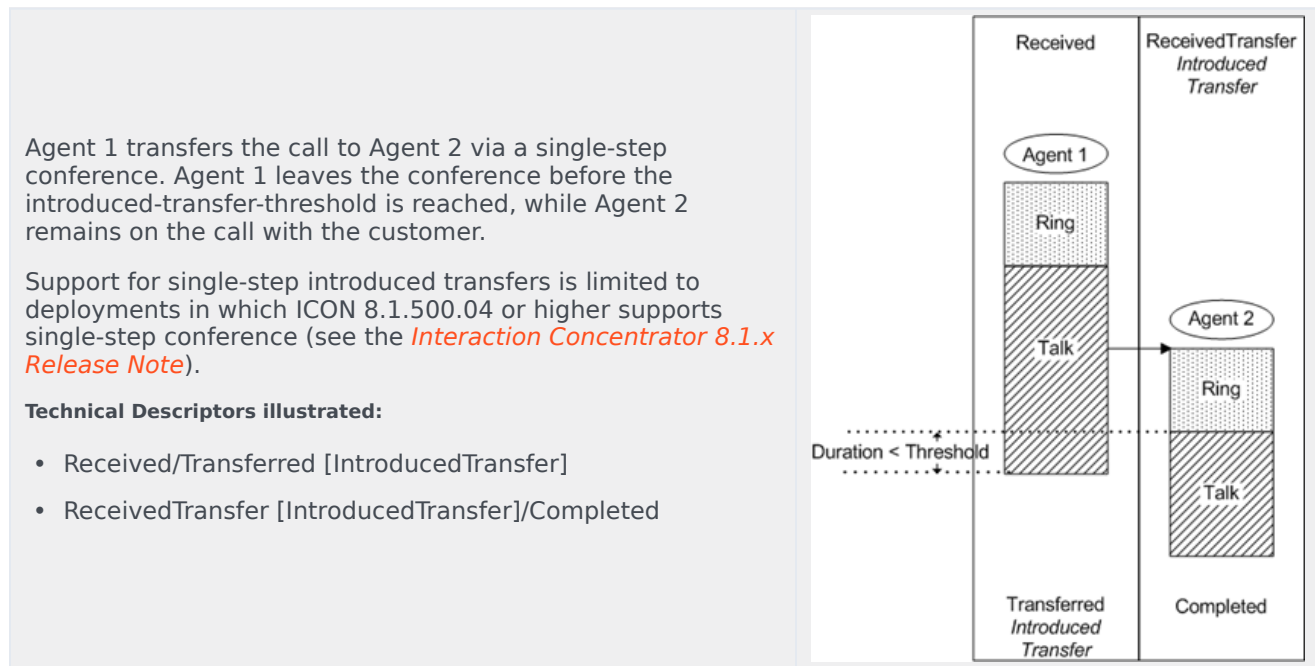 Agent 1 transfers the call to Agent 2 via a single-step
conference. Agent 1 leaves the conference before the
introduced-transfer-threshold is reached, while Agent 2
remains on the call with the customer.
Support for single-step introduced transfers is limited to
deployments in which ICON 8.1.500.04 or higher supports
single-step conference (see the Interaction Concentrator 8.1.x
Release Note).
Technical Descriptors illustrated:
• Received/Transferred [IntroducedTransfer]
• ReceivedTransfer [IntroducedTransfer]/Completed
Received
ReceivedTransfer
Introduced
Transfer
Agent 1
Ring
Talk
Agent 2
Ring
Duration < Threshold
Talk
Transferred
Introduced
Transfer
Completed